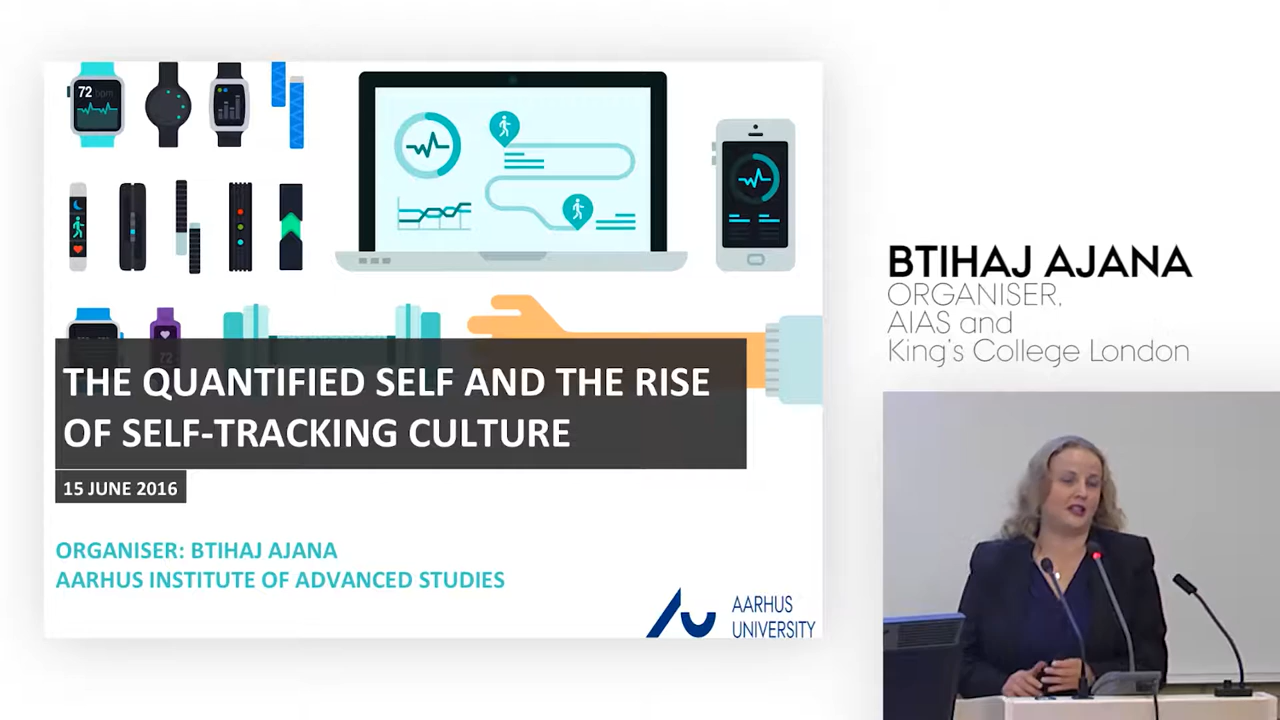 72 bpm
THE QUANTIFIED SELF AND THE RISE
OF SELF-TRACKING CULTURE
15 JUNE 2016
ORGANISER: BTIHAJ AJANA
AARHUS INSTITUTE OF ADVANCED STUDIES
AARHUS
UNIVERSITY
BTIHAJ AJANA
ORGANISER,
AIAS and
King's College London